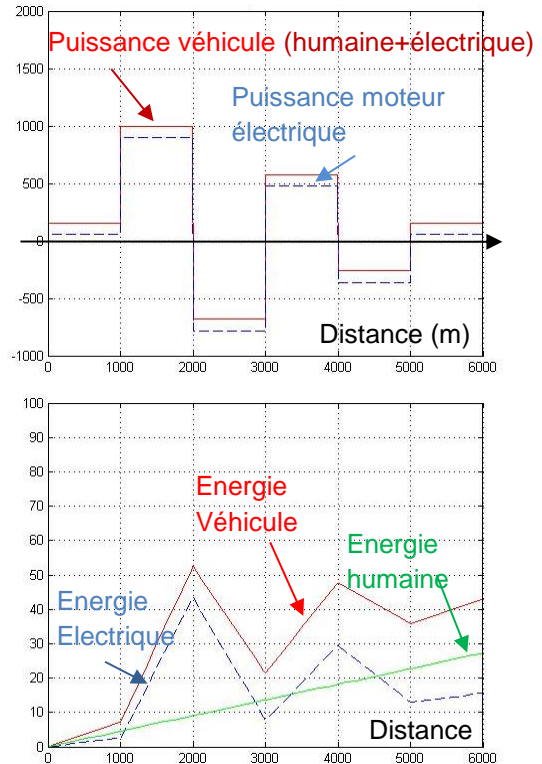 2000
Puissance véhicule (humaine+électrique)
1500
Puissance moteur
électrique
1000
500
0
-500
Distance (m)
-1000
0 1000 2000 3000 4000 5000 6000
100
90
80
70
Energie
Véhicule
60
Energie
humaine
50
Energie
Electrique
40
30
20
10
Distance
0
0 1000 2000 3000 4000 5000 6000